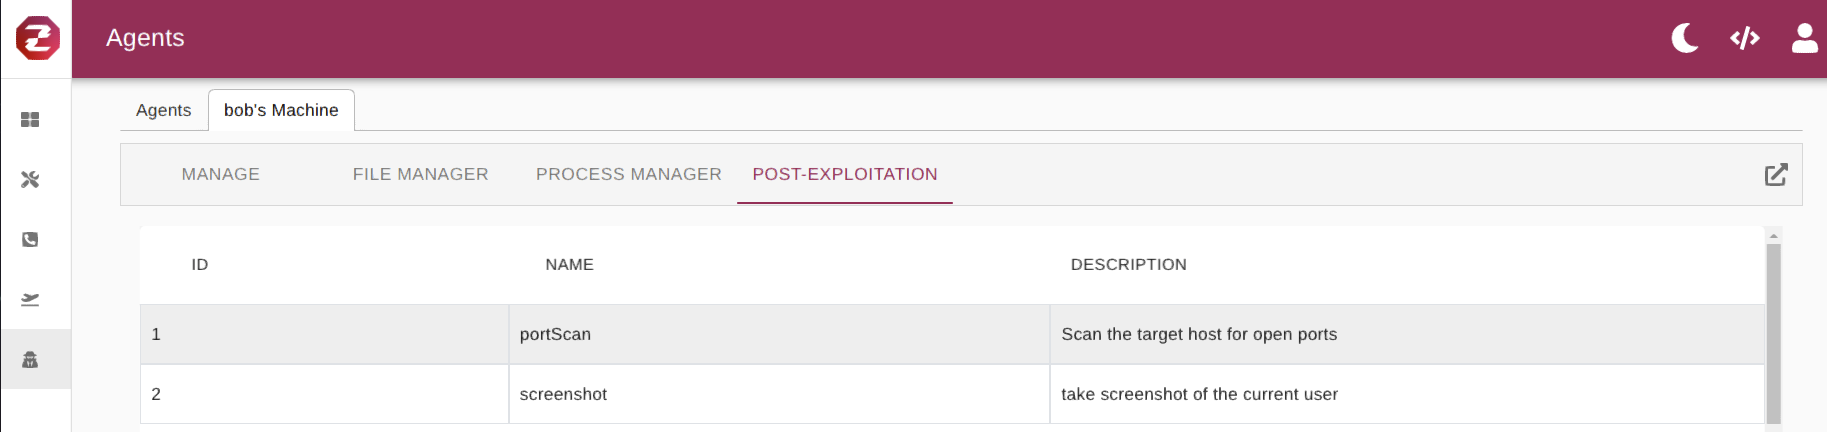 Agents
Agents bob's Machine
MANAGE FILE MANAGER PROCESS MANAGER POST-EXPLOITATION
ID NAME DESCRIPTION
1 portScan Scan the target host for open ports
2 screenshot take screenshot of the current user